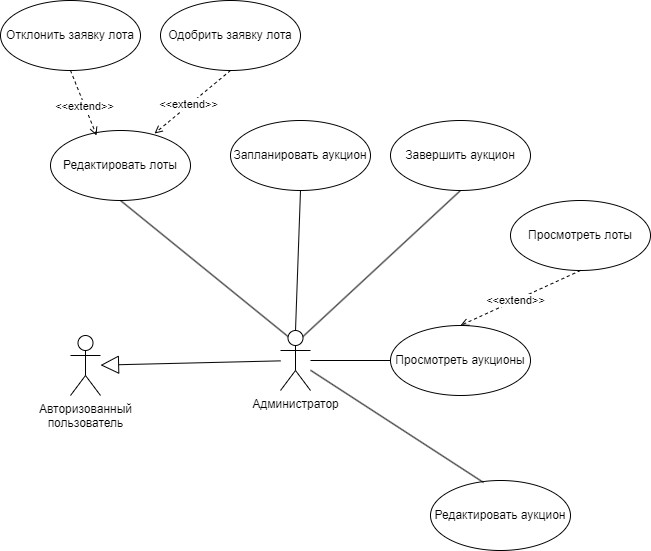 Отклонить заявку лота
Одобрить заявку лота
<<extend>>
<<extend>>
Редактировать лоты
Запланировать аукцион
Завершить аукцион
Просмотреть лоты
<<extend>>
Просмотреть аукционы
Авторизованный
пользователь
Администратор
Редактировать аукцион